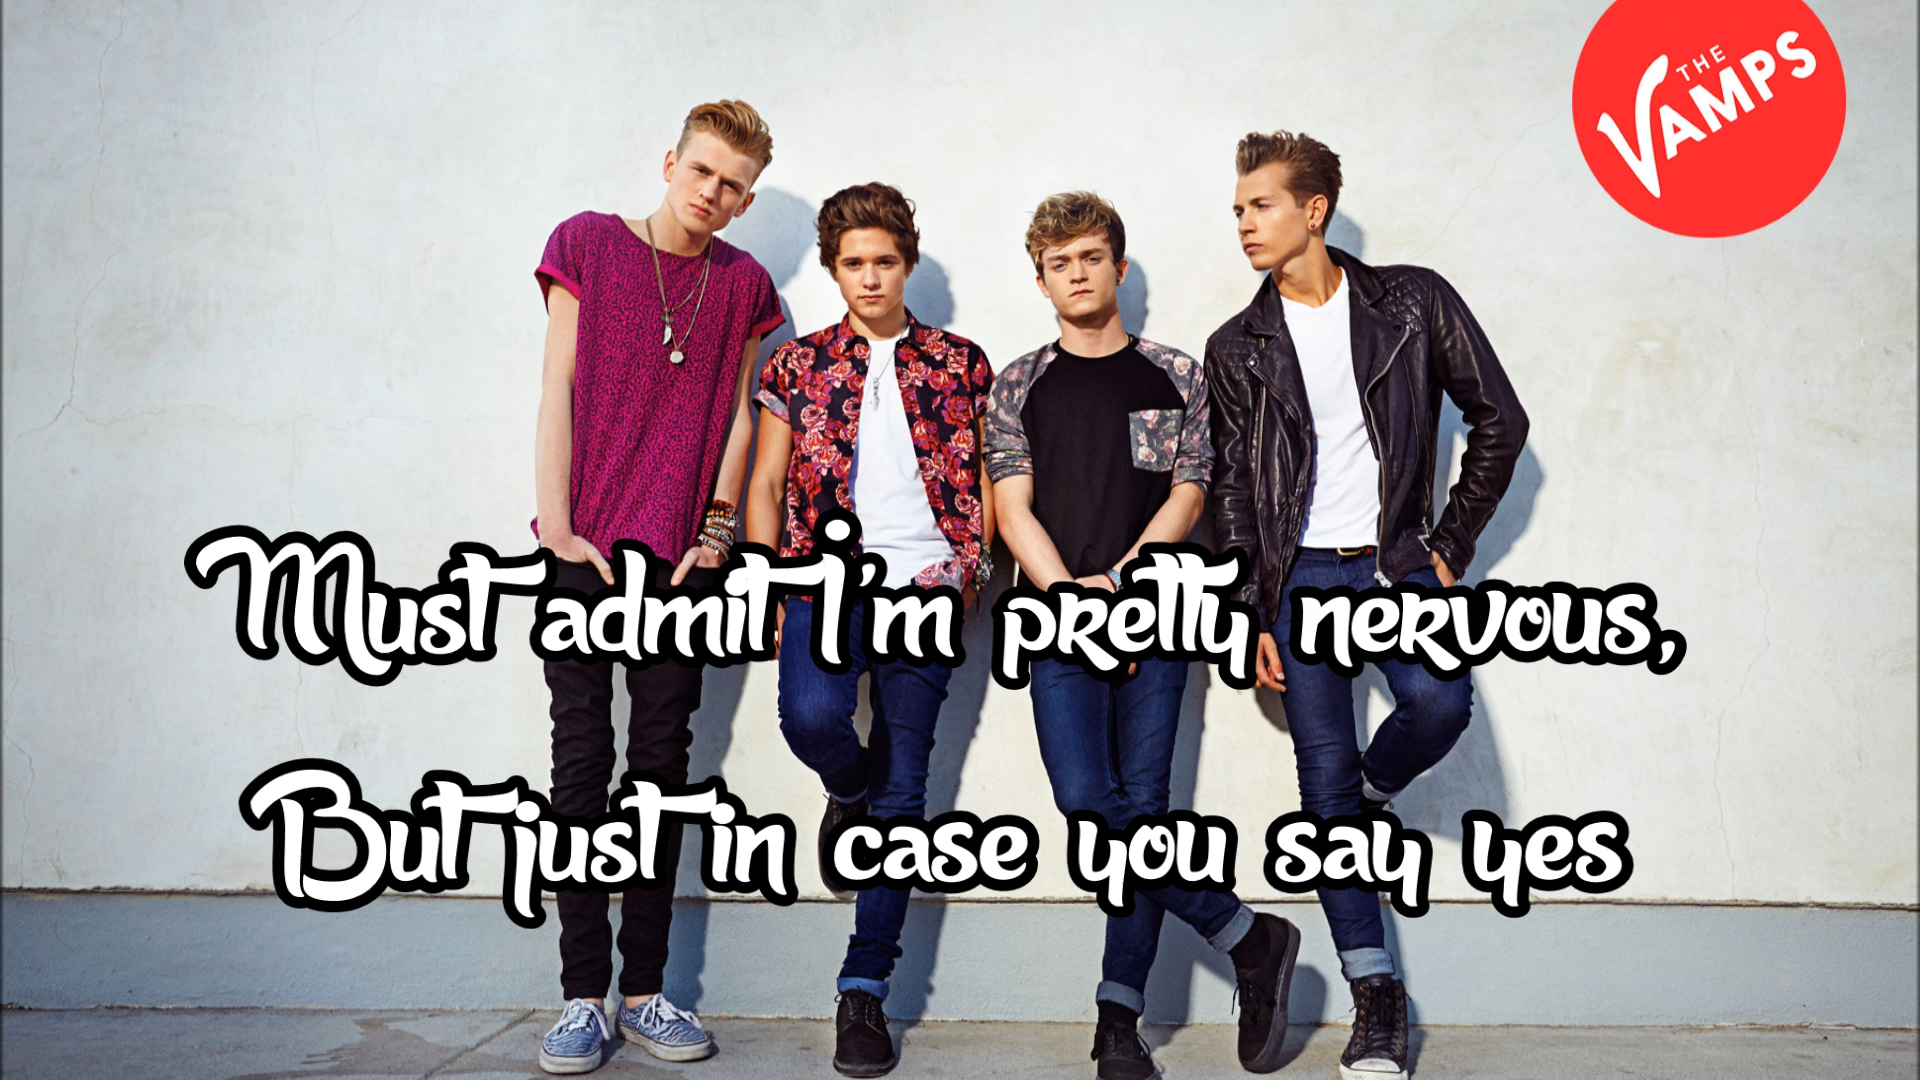 THE
VAMPS
Must admit I'm pretty nervous,
But just in case you say yes